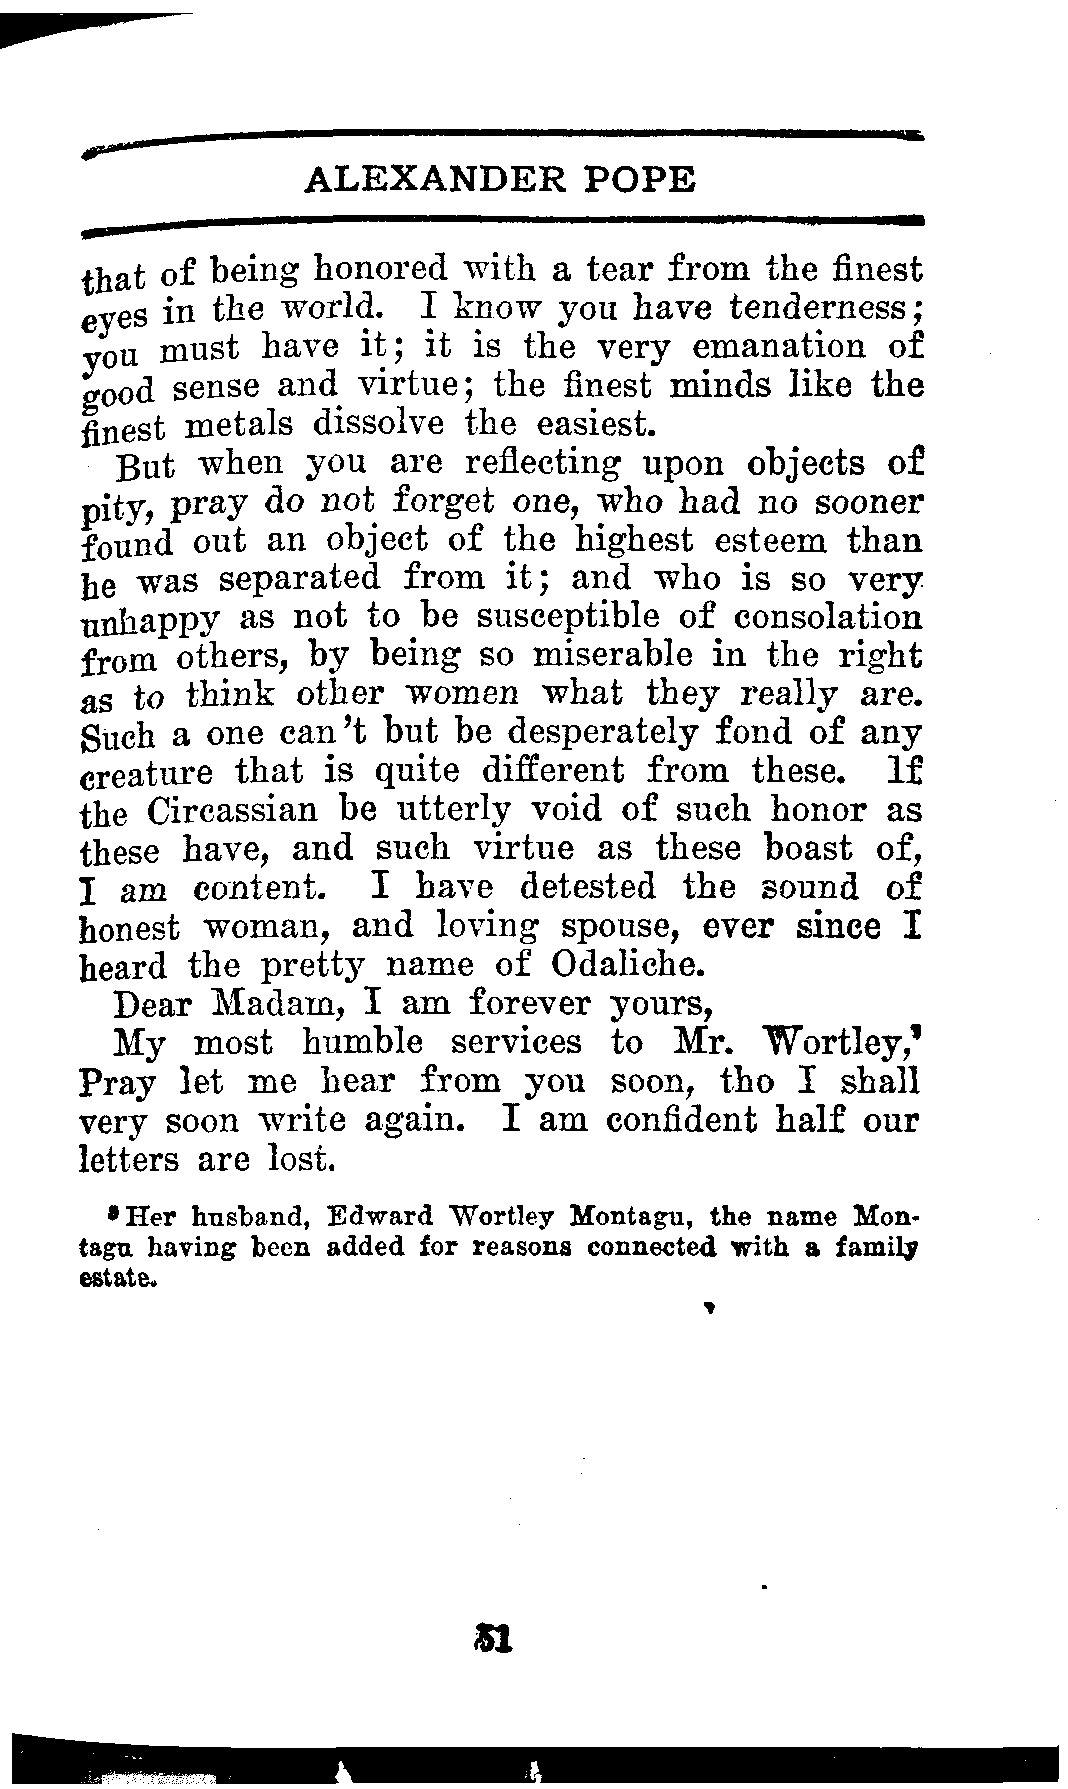 ALEXANDER POPE
that of being honored with a tear from the finest
eyes in the world. I know you have tenderness;
you must have it; it is the very emanation of
good sense and virtue; the finest minds like the
finest metals dissolve the easiest.
But when you are reflecting upon objects of
pity, pray do not forget one, who had no sooner
found out an object of the highest esteem than
he was separated from it; and who is so very
unhappy as not to be susceptible of consolation
from others, by being so miserable in the right
as to think other women what they really are.
Such a one can't but be desperately fond of any
creature that is quite different from these. If
the Circassian be utterly void of such honor as
these have, and such virtue as these boast of,
I am content. I have detested the sound of
honest woman, and loving spouse, ever since I
heard the pretty name of Odaliche.
Dear Madam, I am forever yours,
My most humble services to Mr. Wortley,⁹
Pray let me hear from you soon, tho I shall
very soon write again. I am confident half our
letters are lost.
⁹ Her husband, Edward Wortley Montagu, the name Mon-
tagu having been added for reasons connected with a family
estate.
51